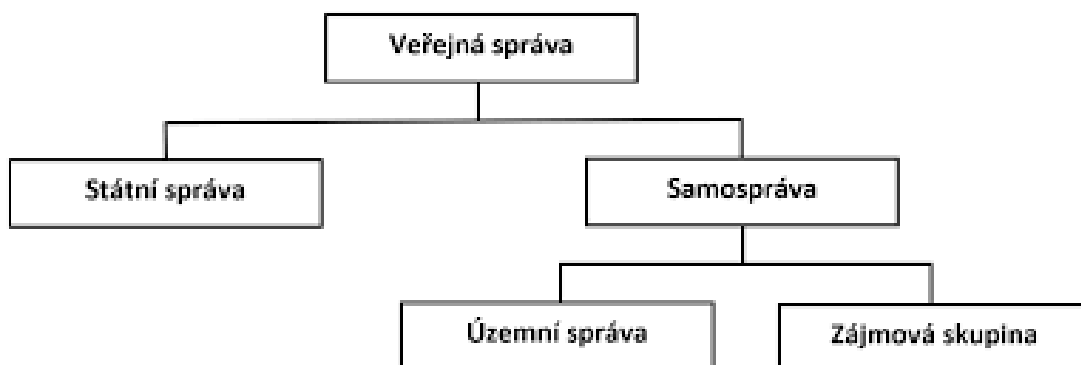 Veřejná správa
Státní správa
Samospráva
Územní správa
Zájmová skupina